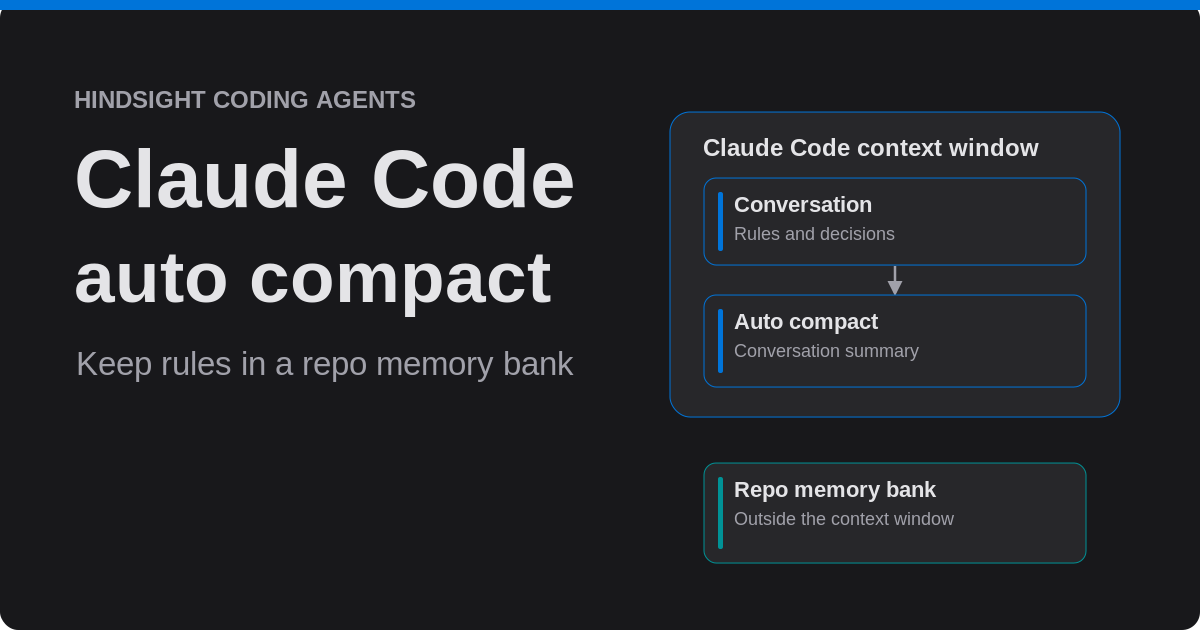 HINDSIGHT CODING AGENTS
Claude Code
auto compact
Keep rules in a repo memory bank
Claude Code context window
Conversation
Rules and decisions
Auto compact
Conversation summary
Repo memory bank
Outside the context window